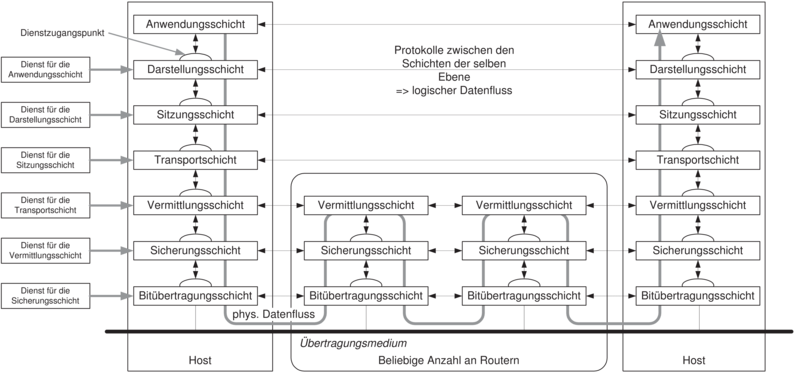 Anwendungsschicht
Anwendungsschicht
Dienstzugangspunkt
Protokolle zwischen den
Schichten der selben
Ebene
=> logischer Datenfluss
Dienst für die
Anwendungsschicht
Darstellungsschicht
Darstellungsschicht
Dienst für die
Darstellungsschicht
Sitzungsschicht
Sitzungsschicht
Dienst für die
Sitzungsschicht
Transportschicht
Transportschicht
Dienst für die
Transportschicht
Vermittlungsschicht
Vermittlungsschicht
Vermittlungsschicht
Vermittlungsschicht
Dienst für die
Vermittlungsschicht
Sicherungsschicht
Sicherungsschicht
Sicherungsschicht
Sicherungsschicht
Dienst für die
Sicherungsschicht
Bitübertragungsschicht
Bitübertragungsschicht
Bitübertragungsschicht
Bitübertragungsschicht
phys. Datenfluss
Übertragungsmedium
Host
Beliebige Anzahl an Routern
Host